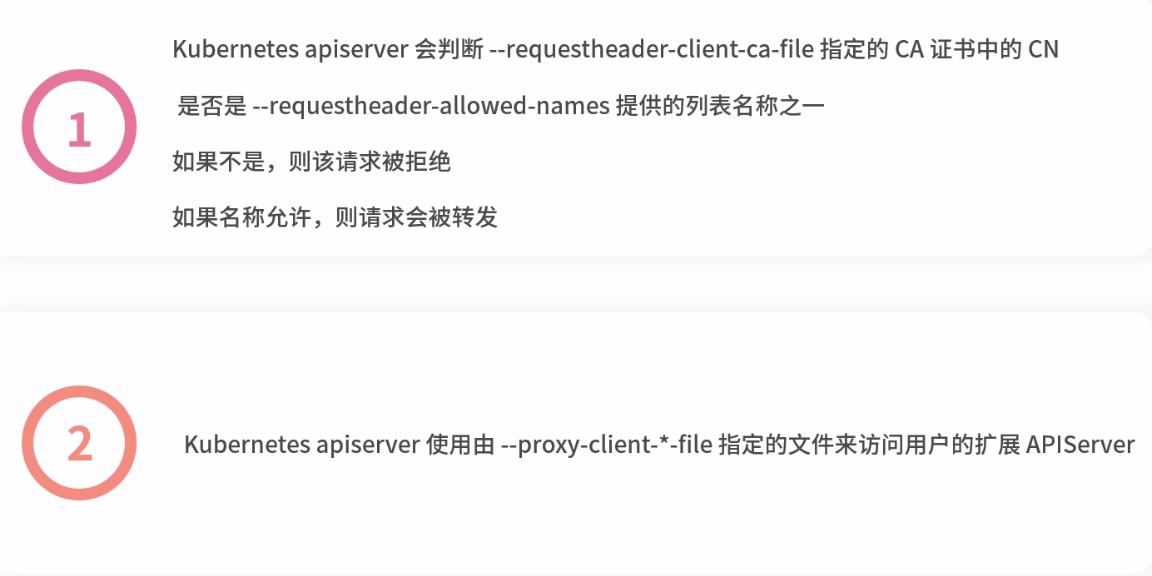 1
Kubernetes apiserver 会判断 --requestheader-client-ca-file 指定的 CA 证书中的 CN
是否是 --requestheader-allowed-names 提供的列表名称之一
如果不是，则该请求被拒绝
如果名称允许，则请求会被转发
2
Kubernetes apiserver 使用由 --proxy-client-*-file 指定的文件来访问用户的扩展 APIServer